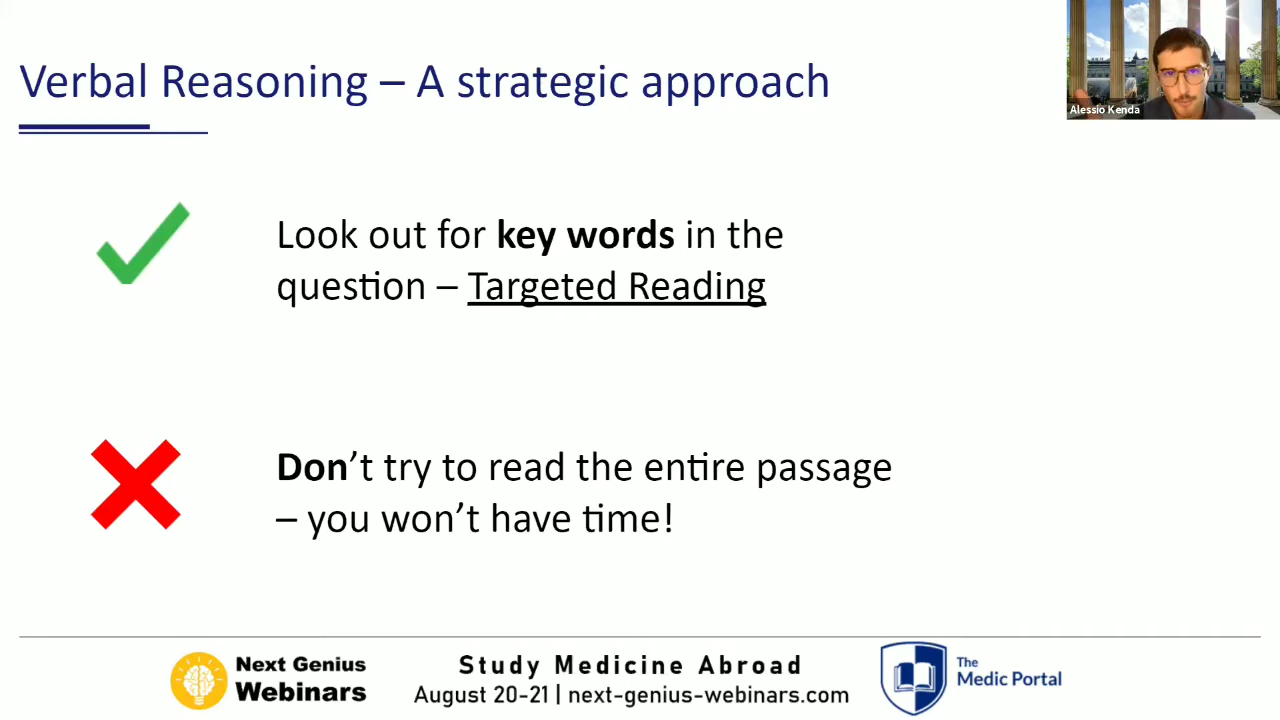 Verbal Reasoning – A strategic approach
Alessio Kenda
Look out for key words in the
question – Targeted Reading
Don't try to read the entire passage
– you won't have time!
Next Genius
Webinars
Study Medicine Abroad
August 20-21 | next-genius-webinars.com
The
Medic Portal